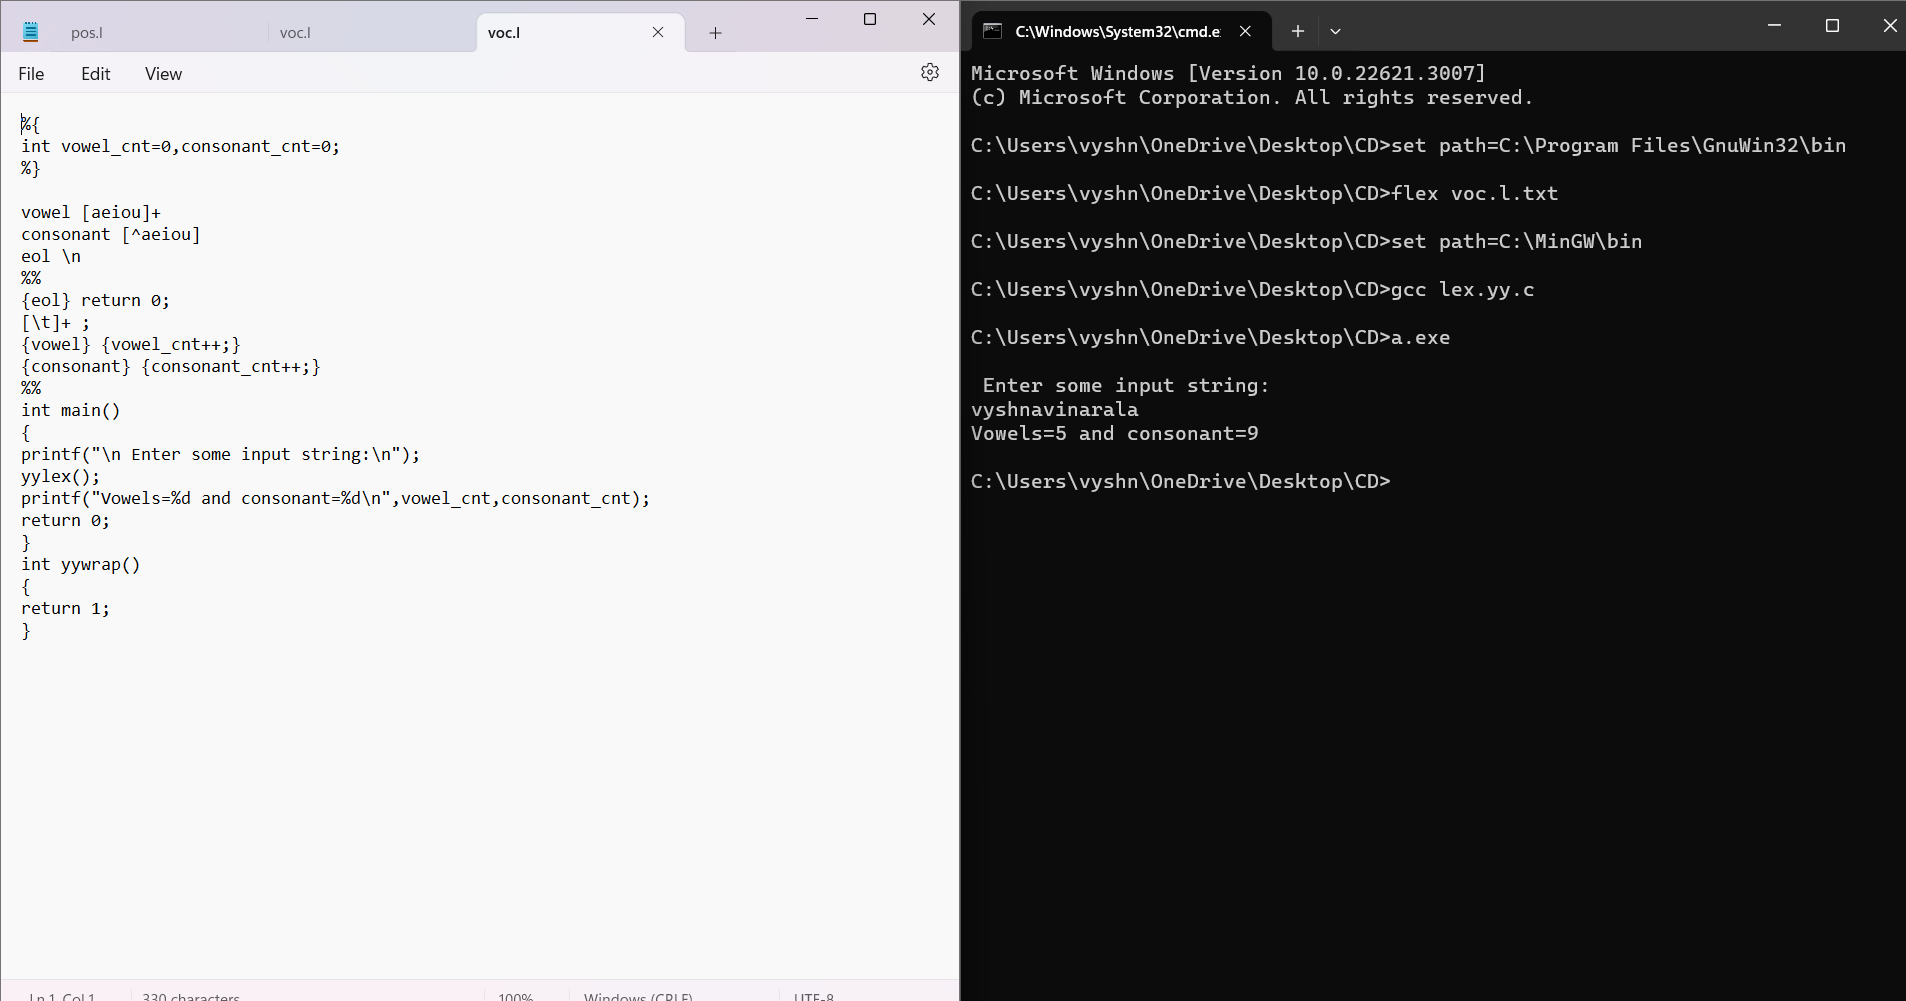 pos.l
voc.l
voc.l
File Edit View
%{
int vowel_cnt=0,consonant_cnt=0;
%}
vowel [aeiou]+
consonant [^aeiou]
eol \n
%%
{eol} return 0;
[\t]+ ;
{vowel} {vowel_cnt++;}
{consonant} {consonant_cnt++;}
%%
int main()
{
printf("\n Enter some input string:\n");
yylex();
printf("Vowels=%d and consonant=%d\n",vowel_cnt,consonant_cnt);
return 0;
}
int yywrap()
{
return 1;
}
Ln 1, Col 1 330 characters 100% Windows (CRLF) UTF-8
C:\Windows\System32\cmd.e
Microsoft Windows [Version 10.0.22621.3007]
(c) Microsoft Corporation. All rights reserved.
C:\Users\vyshn\OneDrive\Desktop\CD>set path=C:\Program Files\GnuWin32\bin
C:\Users\vyshn\OneDrive\Desktop\CD>flex voc.l.txt
C:\Users\vyshn\OneDrive\Desktop\CD>set path=C:\MinGW\bin
C:\Users\vyshn\OneDrive\Desktop\CD>gcc lex.yy.c
C:\Users\vyshn\OneDrive\Desktop\CD>a.exe
Enter some input string:
vyshnavinarala
Vowels=5 and consonant=9
C:\Users\vyshn\OneDrive\Desktop\CD>